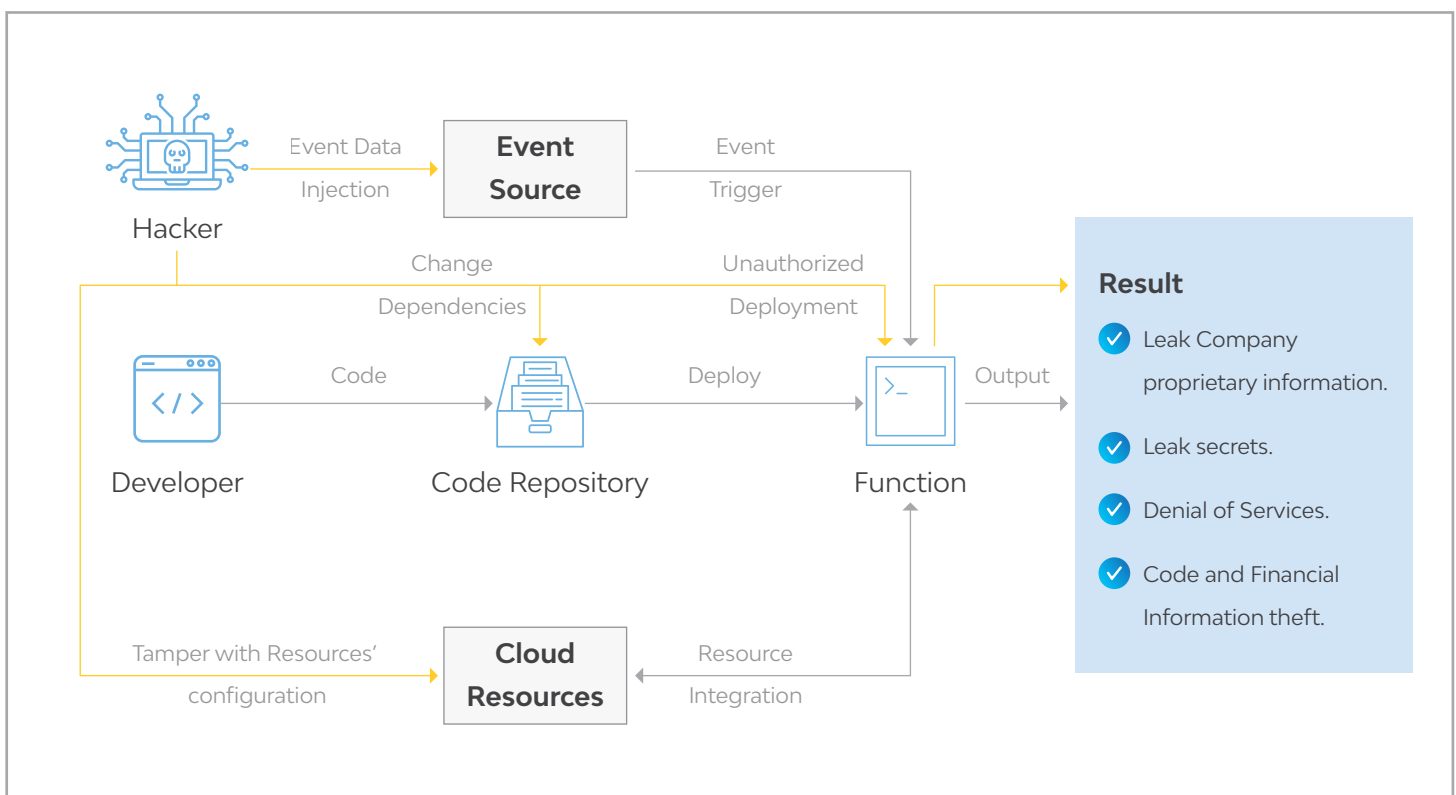 Event Data
Injection
Event
Source
Event
Trigger
Hacker
Change
Dependencies
Unauthorized
Deployment
Result
Leak Company
proprietary information.
Leak secrets.
Denial of Services.
Code and Financial
Information theft.
</>
Code
Deploy
>_
Output
Developer
Code Repository
Function
Tamper with Resources'
configuration
Cloud
Resources
Resource
Integration